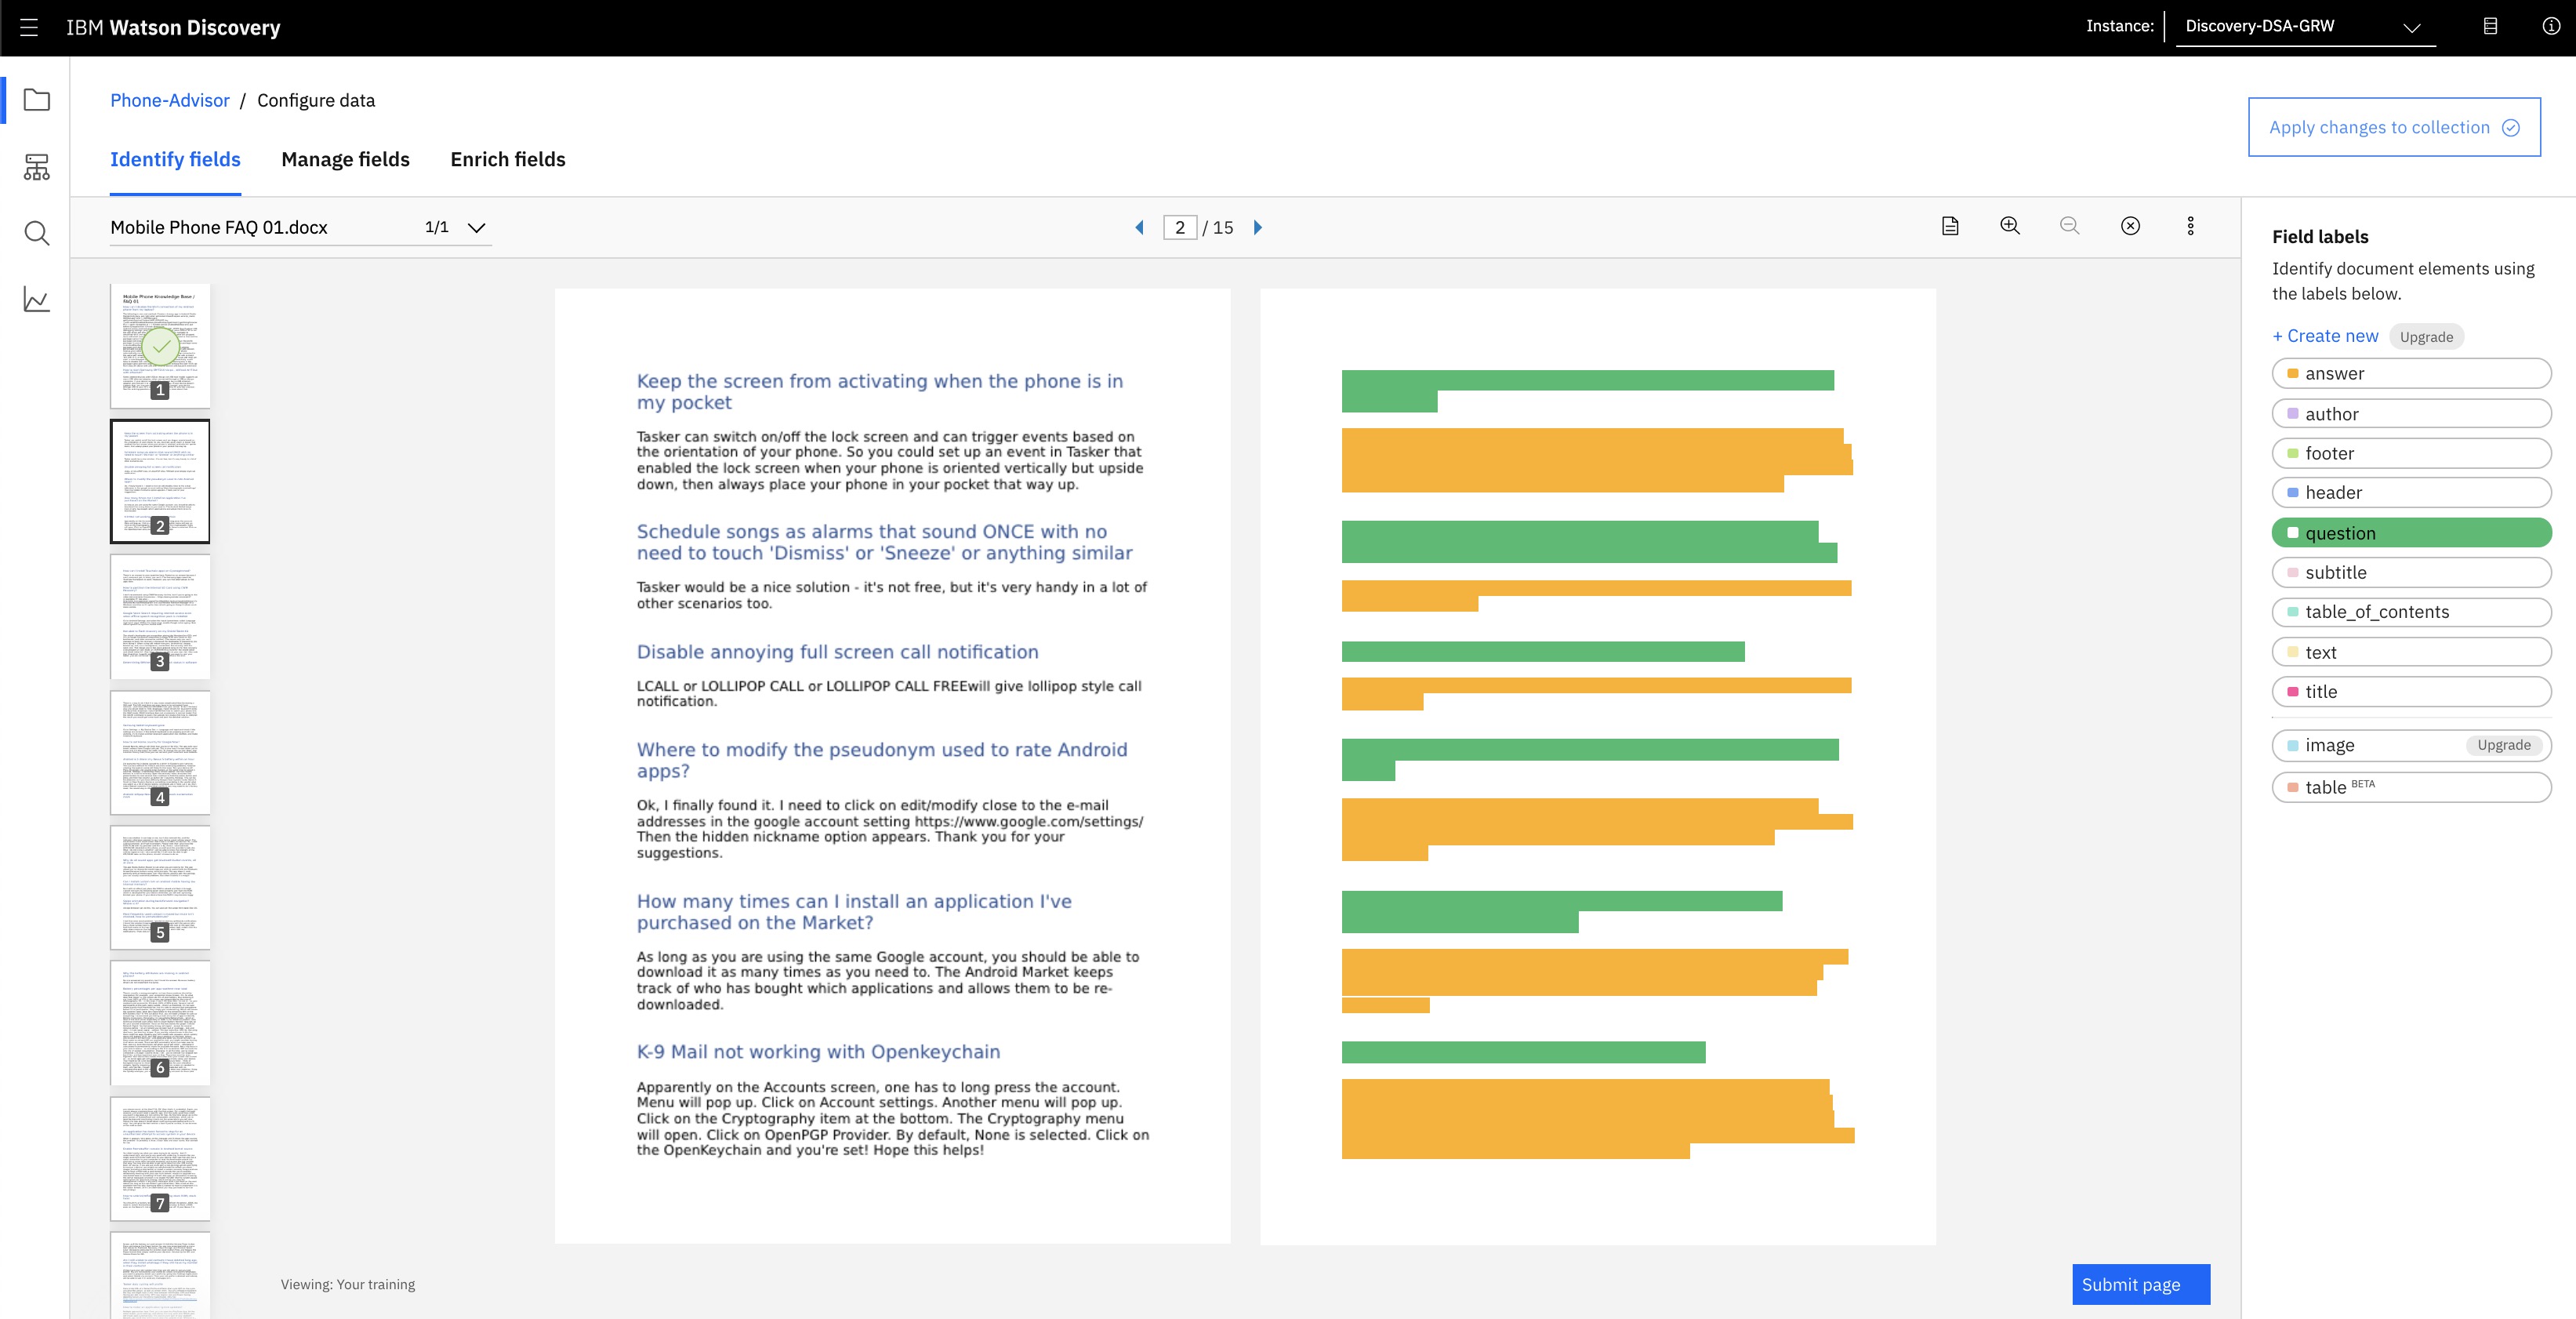 IBM Watson Discovery
Instance:
Discovery-DSA-GRW
Phone-Advisor / Configure data
Apply changes to collection
Identify fields
Manage fields
Enrich fields
Mobile Phone FAQ 01.docx
1/1
2 / 15
Mobile Phone Knowledge Base /
FAQ 01
1
2
3
4
5
6
7
Keep the screen from activating when the phone is in
my pocket
Tasker can switch on/off the lock screen and can trigger events based on
the orientation of your phone. So you could set up an event in Tasker that
enabled the lock screen when your phone is oriented vertically but upside
down, then always place your phone in your pocket that way up.
Schedule songs as alarms that sound ONCE with no
need to touch 'Dismiss' or 'Sneeze' or anything similar
Tasker would be a nice solution - it's not free, but it's very handy in a lot of
other scenarios too.
Disable annoying full screen call notification
LCALL or LOLLIPOP CALL or LOLLIPOP CALL FREEwill give lollipop style call
notification.
Where to modify the pseudonym used to rate Android
apps?
Ok, I finally found it. I need to click on edit/modify close to the e-mail
addresses in the google account setting https://www.google.com/settings/
Then the hidden nickname option appears. Thank you for your
suggestions.
How many times can I install an application I've
purchased on the Market?
As long as you are using the same Google account, you should be able to
download it as many times as you need to. The Android Market keeps
track of who has bought which applications and allows them to be re-
downloaded.
K-9 Mail not working with Openkeychain
Apparently on the Accounts screen, one has to long press the account.
Menu will pop up. Click on Account settings. Another menu will pop up.
Click on the Cryptography item at the bottom. The Cryptography menu
will open. Click on OpenPGP Provider. By default, None is selected. Click on
the OpenKeychain and you're set! Hope this helps!
Viewing: Your training
Submit page
Field labels
Identify document elements using
the labels below.
+ Create new Upgrade
answer
author
footer
header
question
subtitle
table_of_contents
text
title
image Upgrade
table BETA